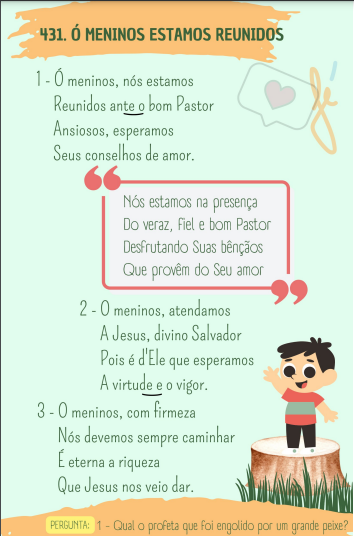 431. Ó MENINOS ESTAMOS REUNIDOS
fé
1 - Ó meninos, nós estamos
Reunidos ante o bom Pastor
Ansiosos, esperamos
Seus conselhos de amor.
Nós estamos na presença
Do veraz, fiel e bom Pastor
Desfrutando Suas bênçãos
Que provêm do Seu amor
2 - O meninos, atendamos
A Jesus, divino Salvador
Pois é d'Ele que esperamos
A virtude e o vigor.
3 - O meninos, com firmeza
Nós devemos sempre caminhar
É eterna a riqueza
Que Jesus nos veio dar.
PERGUNTA: 1 - Qual o profeta que foi engolido por um grande peixe?